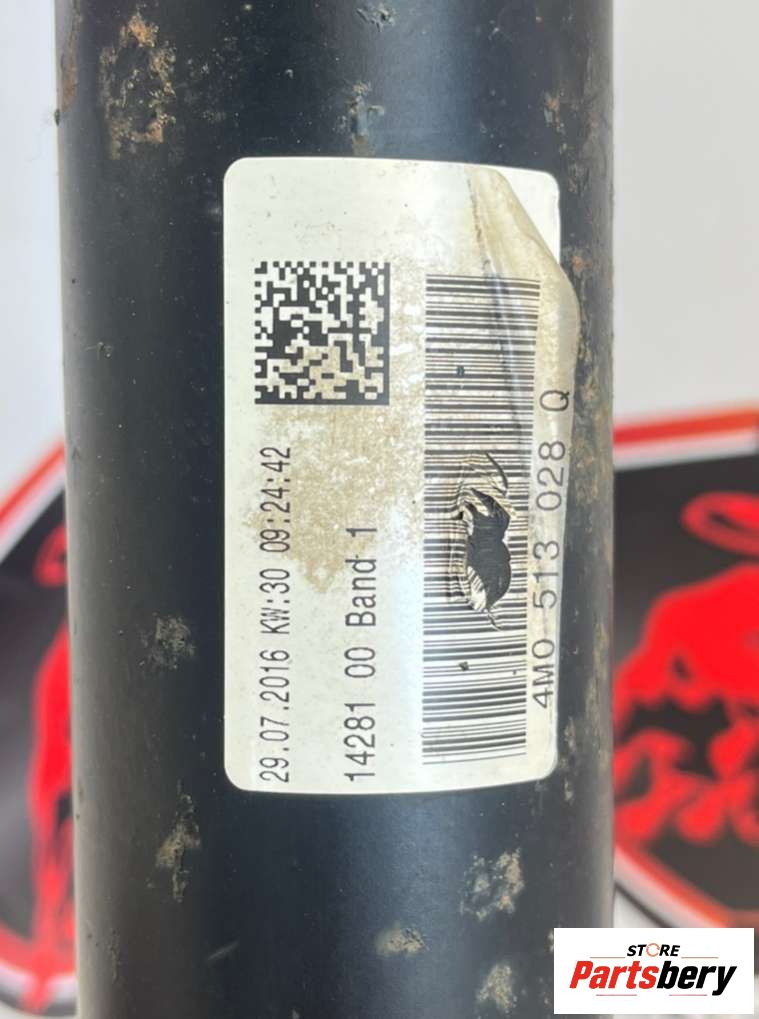 29.07.2016 KW:30 09:24:42
14281 00 Band 1
4M0 513 028 Q
STORE
Partsbery